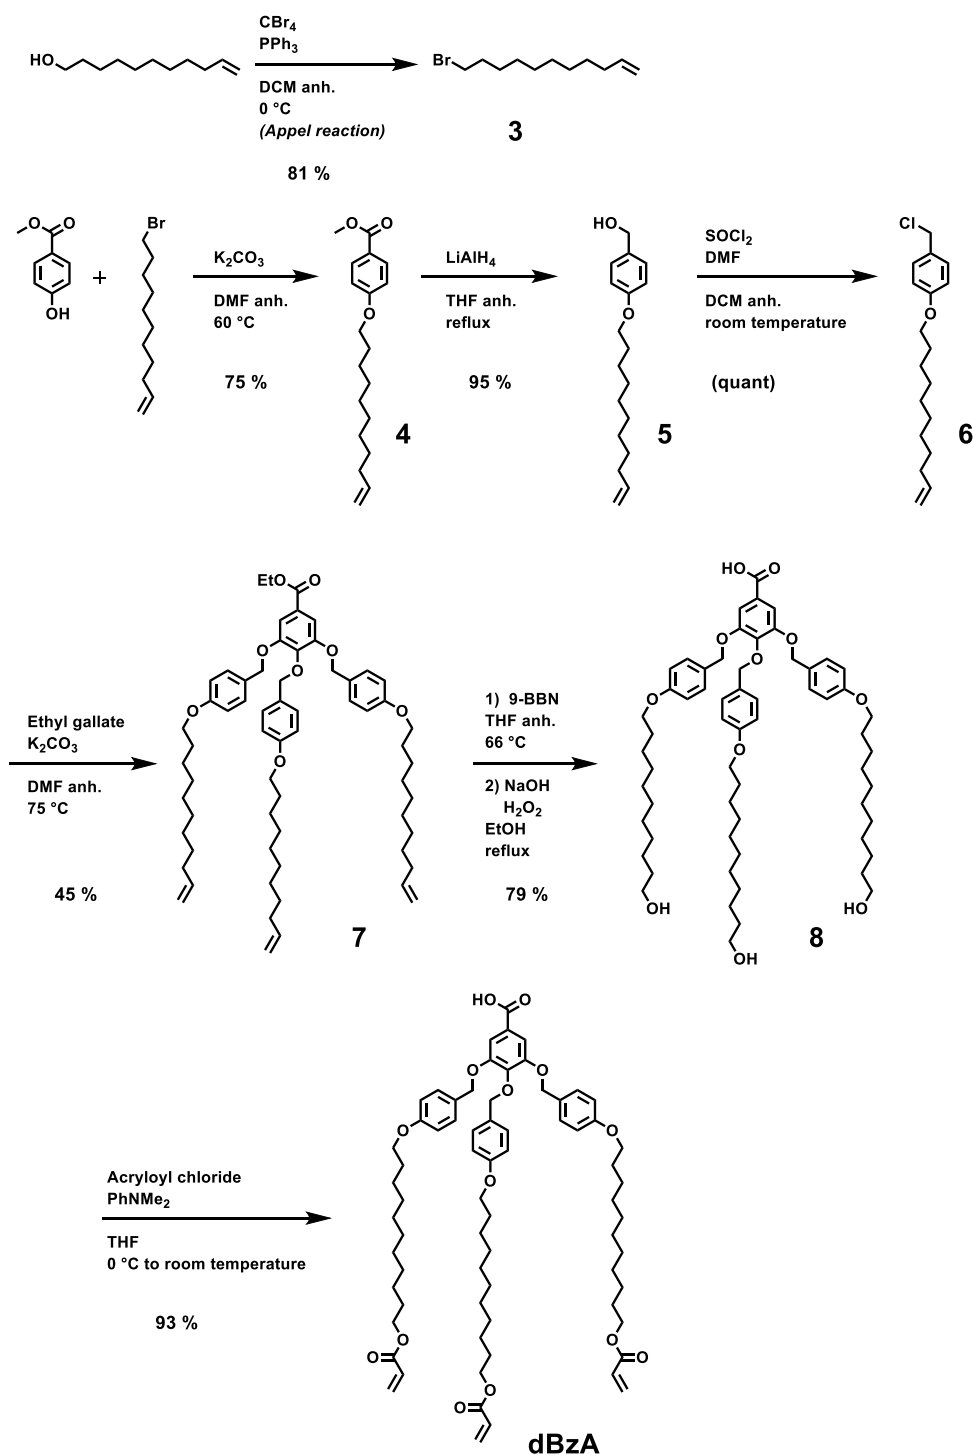 CBr₄
PPh₃
HO
Br
DCM anh.
0 °C
(Appel reaction)
3
81 %
O
O
Br
OH
+
K₂CO₃
DMF anh.
60 °C
75 %
O
O
O
4
LiAlH₄
THF anh.
reflux
95 %
HO
O
5
SOCl₂
DMF
DCM anh.
room temperature
(quant)
Cl
O
6
Ethyl gallate
K₂CO₃
DMF anh.
75 °C
45 %
EtO
O
O
O
O
O
O
O
7
1) 9-BBN
THF anh.
66 °C
2) NaOH
H₂O₂
EtOH
reflux
79 %
HO
O
O
O
O
O
O
O
OH
OH
OH
8
Acryloyl chloride
PhNMe₂
THF
0 °C to room temperature
93 %
HO
O
O
O
O
O
O
O
O
O
O
O
O
O
dBzA